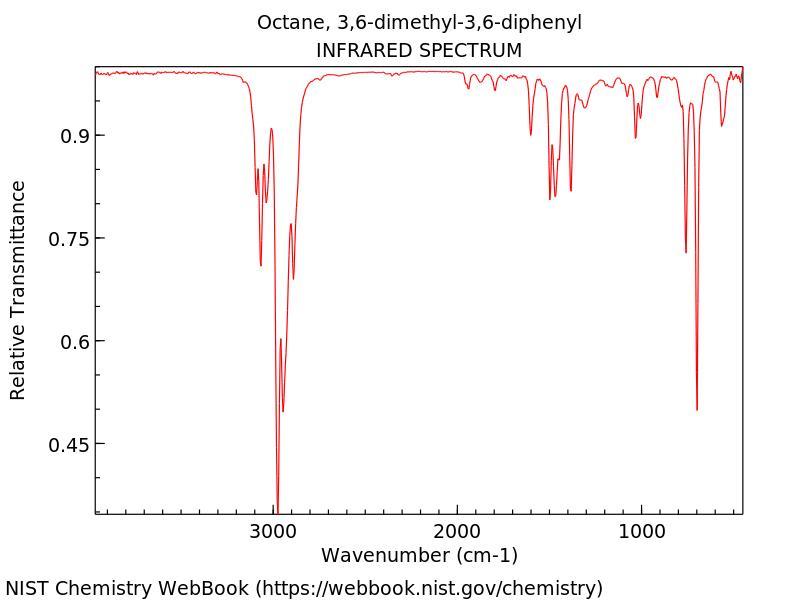 Octane, 3,6-dimethyl-3,6-diphenyl
INFRARED SPECTRUM
0.9
0.75
0.6
0.45
Relative Transmittance
3000 2000 1000
Wavenumber (cm-1)
NIST Chemistry WebBook (https://webbook.nist.gov/chemistry)